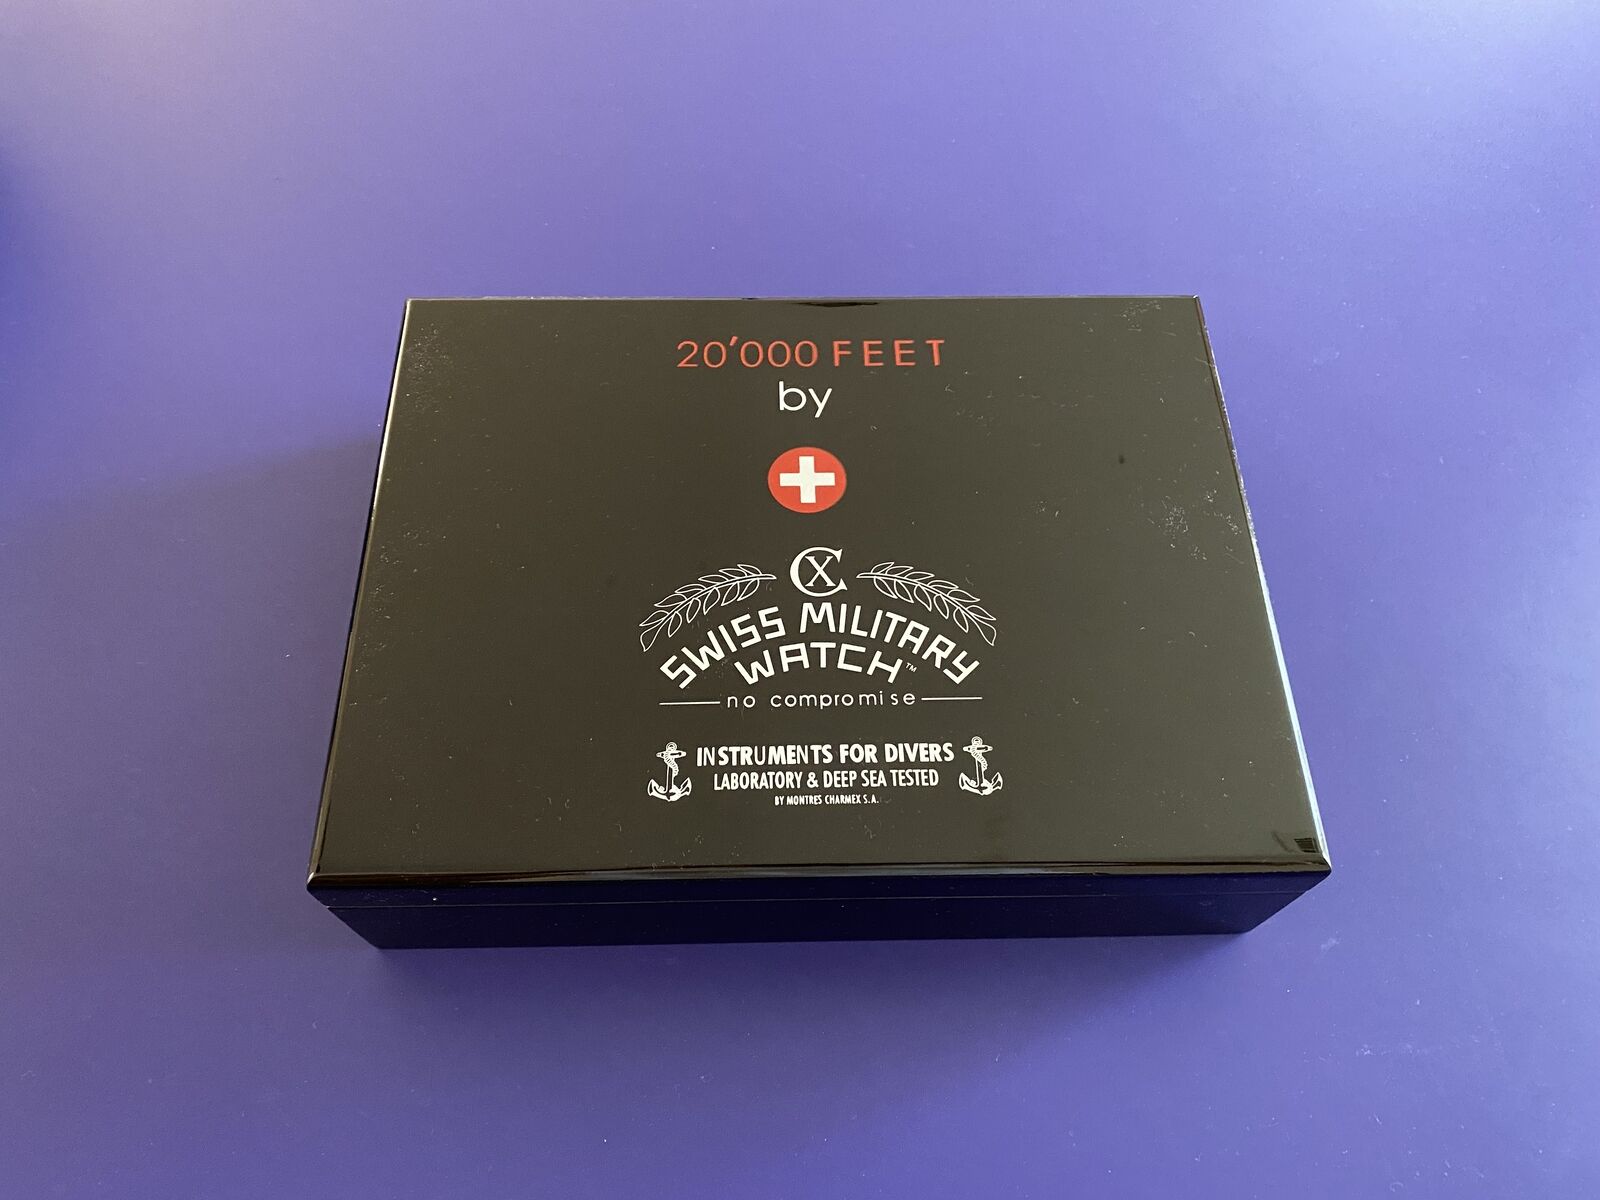 20'000 FEET
by
CX
SWISS MILITARY
WATCH™
no compromise
INSTRUMENTS FOR DIVERS
LABORATORY & DEEP SEA TESTED
BY MONTRES CHARMEX S.A.